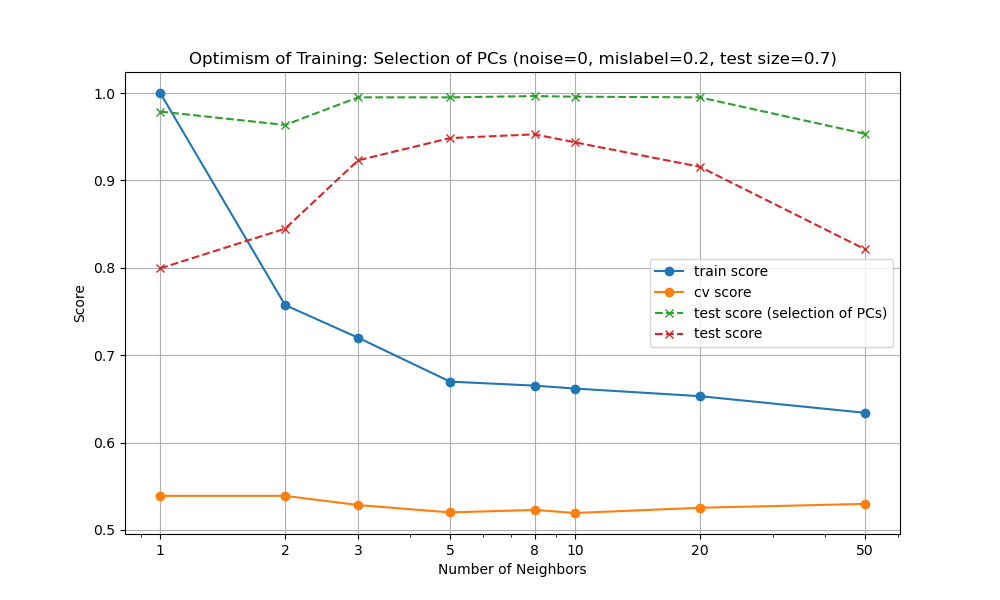 Optimism of Training: Selection of PCs (noise=0, mislabel=0.2, test size=0.7)
1.0
0.9
0.8
0.7
0.6
0.5
Score
train score
cv score
test score (selection of PCs)
test score
1 2 3 5 8 10 20 50
Number of Neighbors